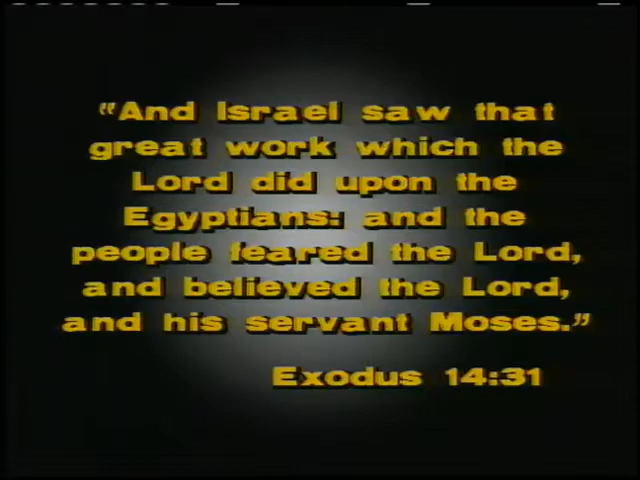 "And Israel saw that
great work which the
Lord did upon the
Egyptians: and the
people feared the Lord,
and believed the Lord,
and his servant Moses."
Exodus 14:31